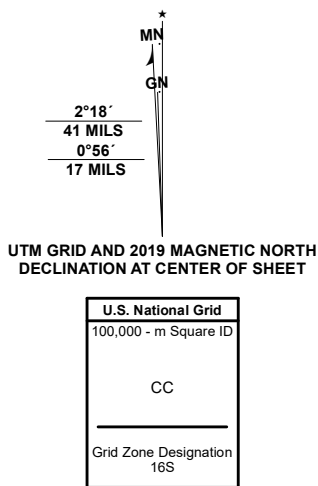 MN
GN
2°18´
41 MILS
0°56´
17 MILS
UTM GRID AND 2019 MAGNETIC NORTH
DECLINATION AT CENTER OF SHEET
U.S. National Grid
100,000 - m Square ID
CC
Grid Zone Designation
16S